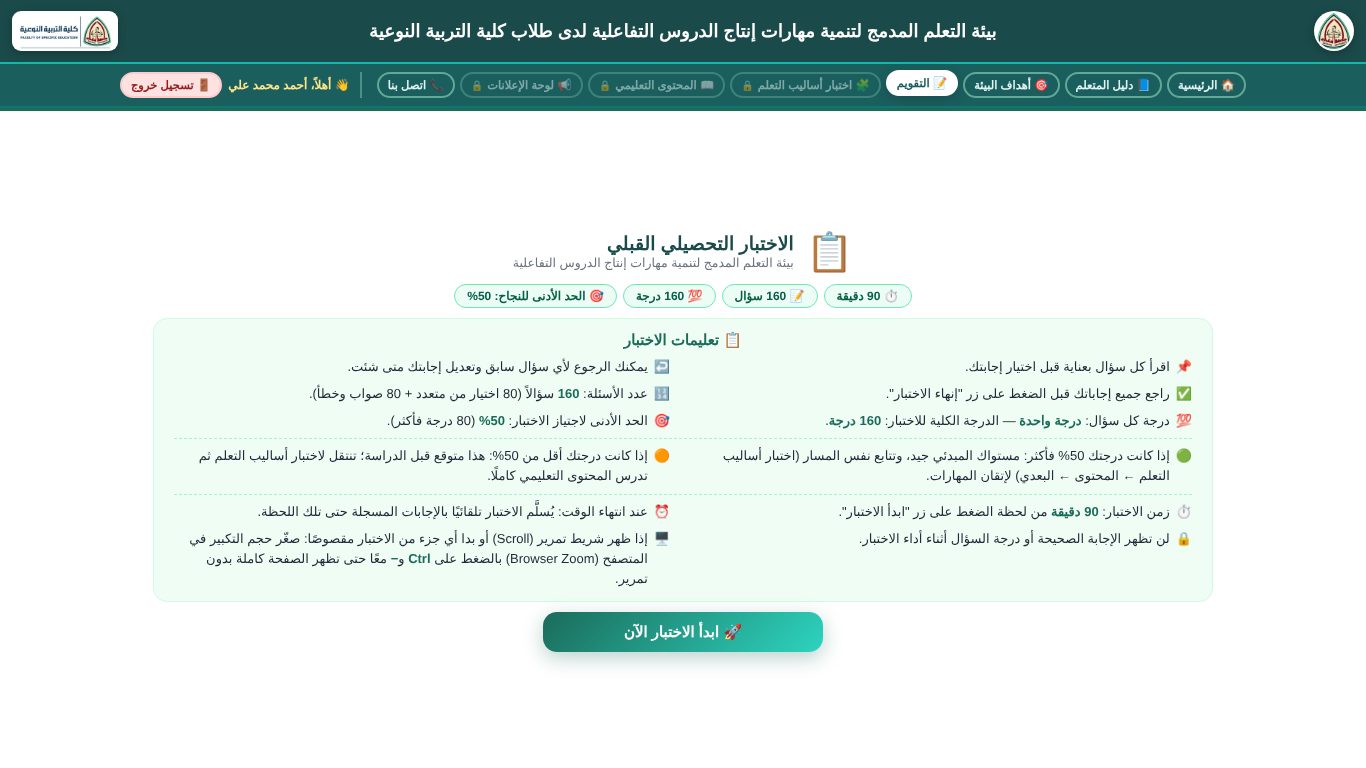 بيئة التعلم المدمج لتنمية مهارات إنتاج الدروس التفاعلية لدى طلاب كلية التربية النوعية
كلية التربية النوعية
FACULTY OF SPECIFIC EDUCATION
🏠 الرئيسية
📘 دليل المتعلم
🎯 أهداف البيئة
📝 التقويم
🧩 اختبار أساليب التعلم 🔒
📖 المحتوى التعليمي 🔒
📢 لوحة الإعلانات 🔒
📞 اتصل بنا
👋 أهلاً، أحمد محمد علي
🚪 تسجيل خروج
📋 الاختبار التحصيلي القبلي
بيئة التعلم المدمج لتنمية مهارات إنتاج الدروس التفاعلية
⏱️ 90 دقيقة
📝 160 سؤال
💯 160 درجة
🎯 الحد الأدنى للنجاح: 50%
📋 تعليمات الاختبار
📌 اقرأ كل سؤال بعناية قبل اختيار إجابتك.
↩️ يمكنك الرجوع لأي سؤال سابق وتعديل إجابتك متى شئت.
✅ راجع جميع إجاباتك قبل الضغط على زر "إنهاء الاختبار".
🔢 عدد الأسئلة: 160 سؤالاً (80 اختيار من متعدد + 80 صواب وخطأ).
💯 درجة كل سؤال: درجة واحدة — الدرجة الكلية للاختبار: 160 درجة.
🎯 الحد الأدنى لاجتياز الاختبار: 50% (80 درجة فأكثر).
🟢 إذا كانت درجتك 50% فأكثر: مستواك المبدئي جيد، وتتابع نفس المسار (اختبار أساليب
التعلم ← المحتوى ← البعدي) لإتقان المهارات.
🟠 إذا كانت درجتك أقل من 50%: هذا متوقع قبل الدراسة؛ تنتقل لاختبار أساليب التعلم ثم
تدرس المحتوى التعليمي كاملًا.
⏱️ زمن الاختبار: 90 دقيقة من لحظة الضغط على زر "ابدأ الاختبار".
⏰ عند انتهاء الوقت: يُسلَّم الاختبار تلقائيًا بالإجابات المسجلة حتى تلك اللحظة.
🔒 لن تظهر الإجابة الصحيحة أو درجة السؤال أثناء أداء الاختبار.
🖥️ إذا ظهر شريط تمرير (Scroll) أو بدا أي جزء من الاختبار مقصوصًا: صغّر حجم التكبير في
المتصفح (Browser Zoom) بالضغط على Ctrl و− معًا حتى تظهر الصفحة كاملة بدون
تمرير.
🚀 ابدأ الاختبار الآن